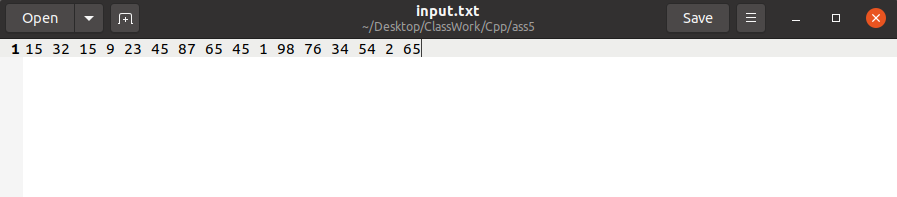 Open
input.txt
~/Desktop/ClassWork/Cpp/ass5
Save
1 15 32 15 9 23 45 87 65 45 1 98 76 34 54 2 65